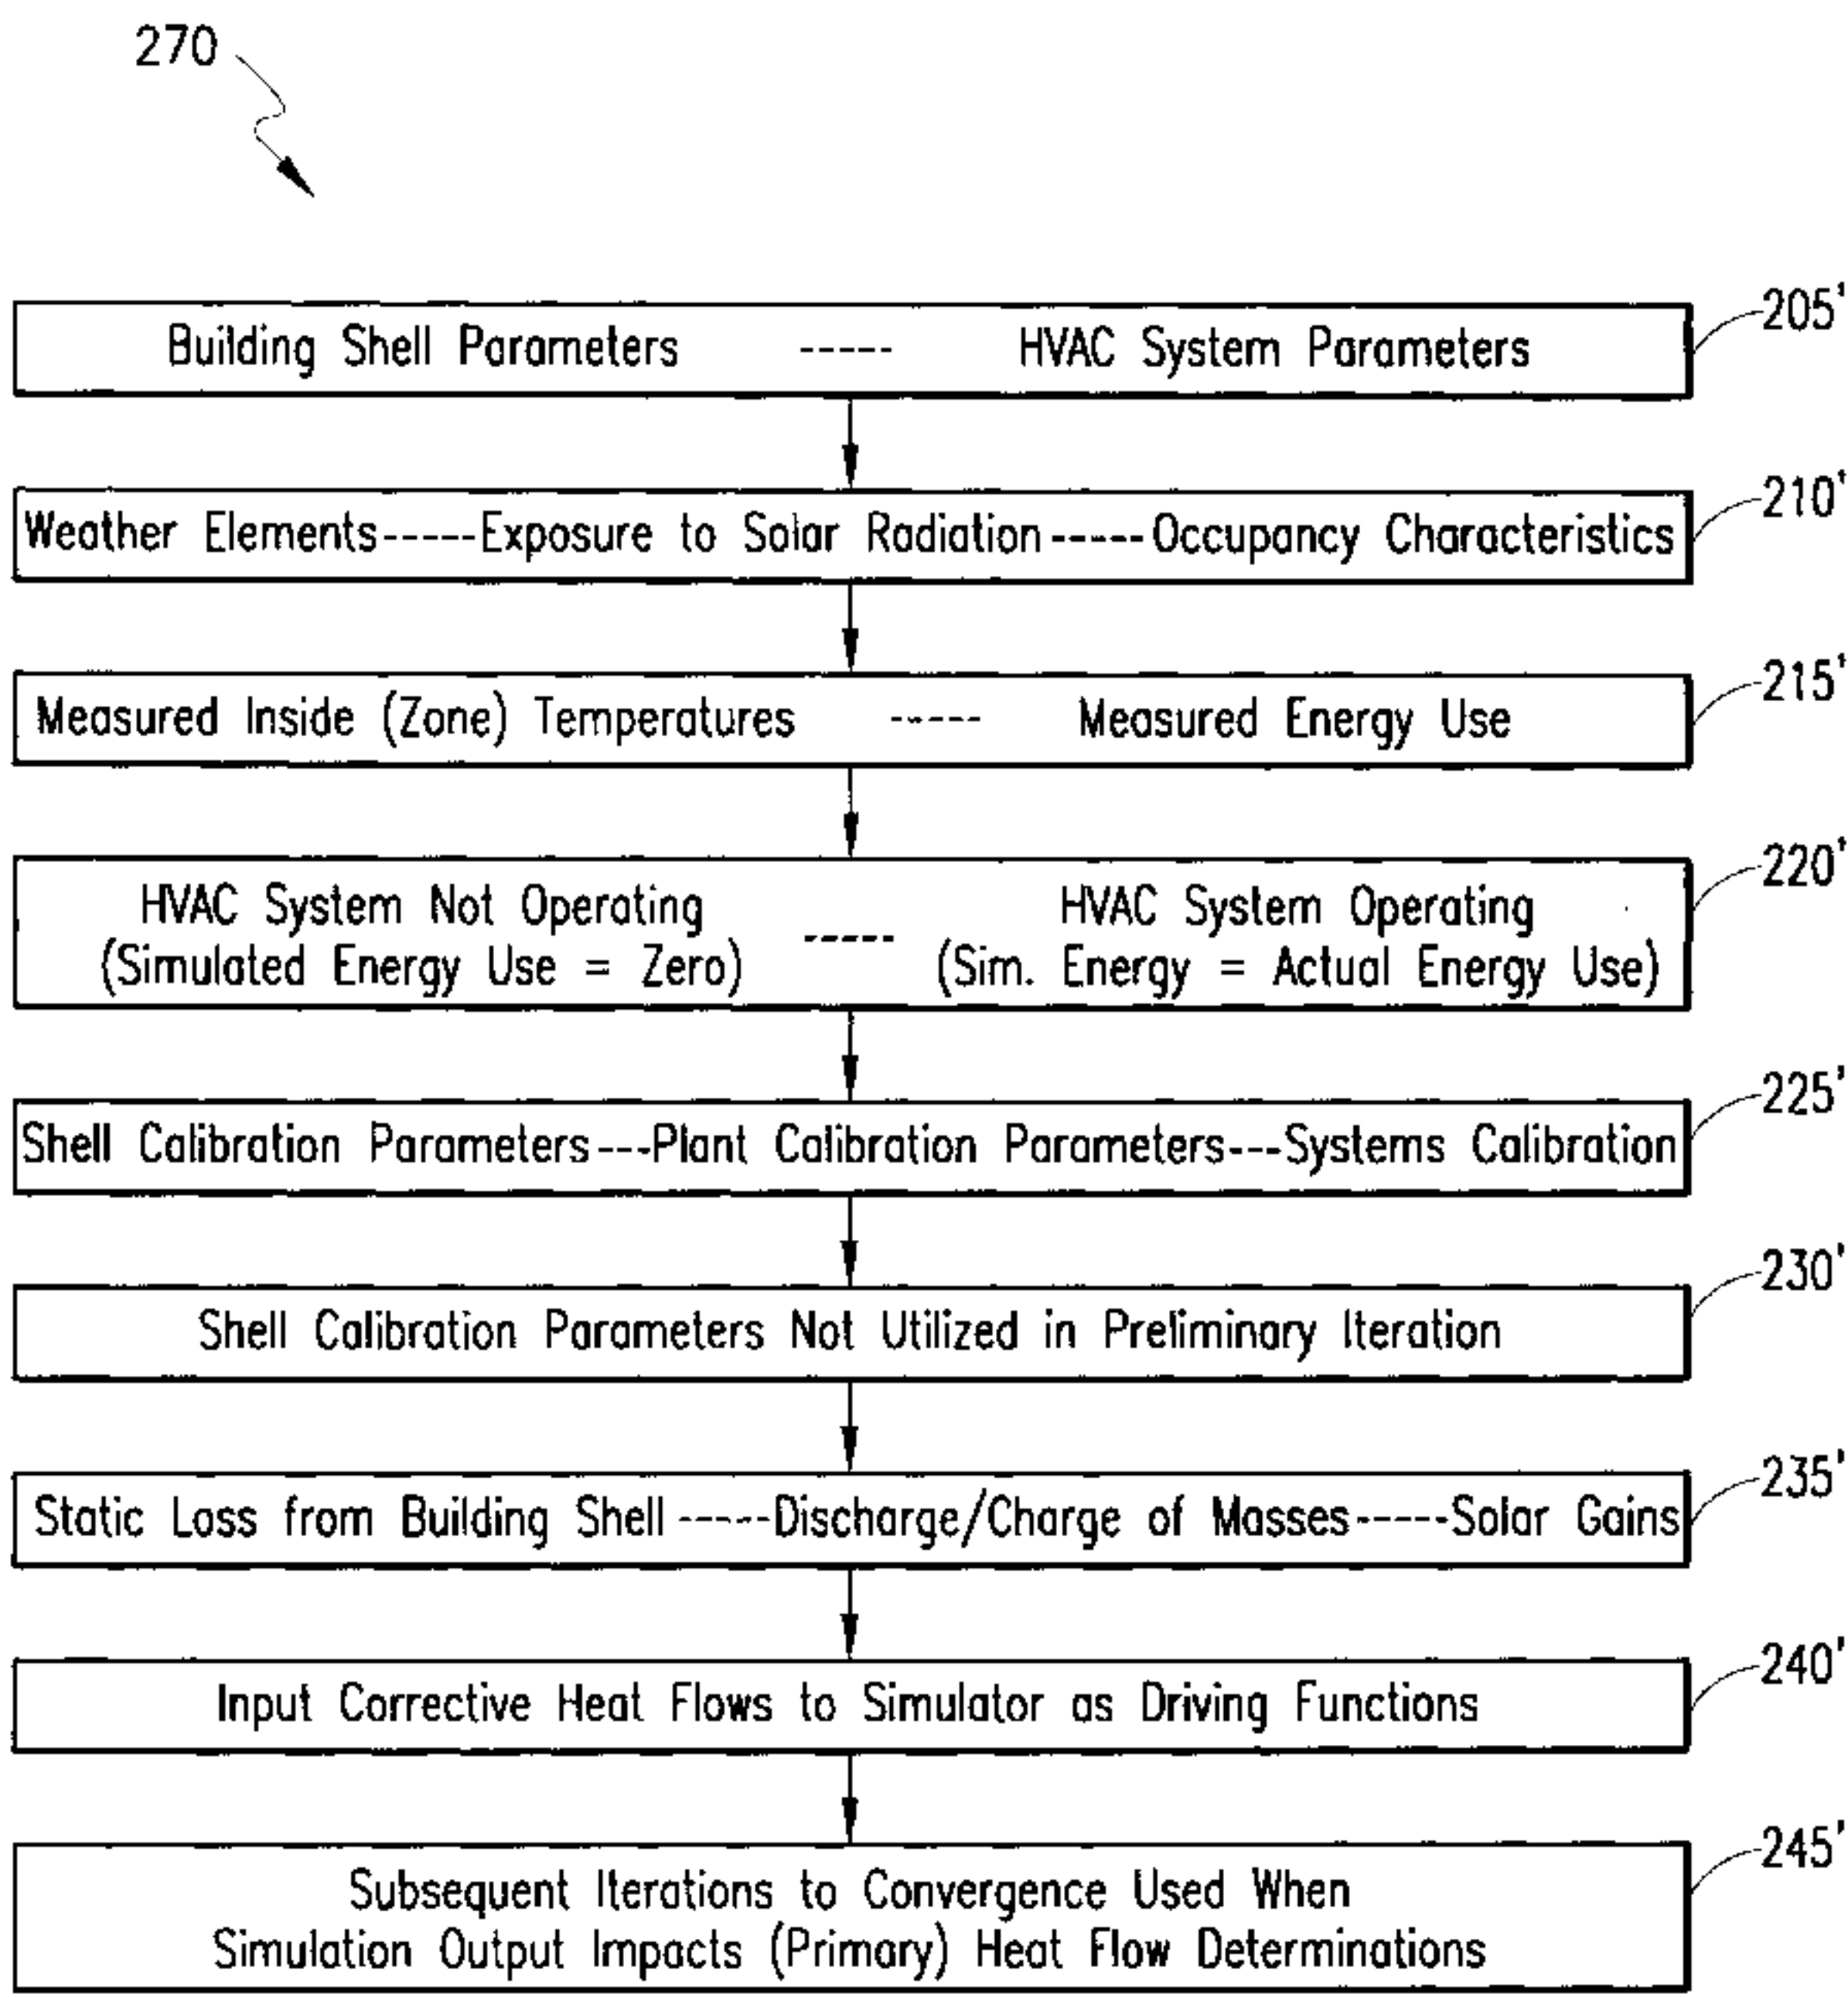 270
Building Shell Parameters ----- HVAC System Parameters
205'
Weather Elements-----Exposure to Solar Radiation-----Occupancy Characteristics
210'
Measured Inside (Zone) Temperatures ----- Measured Energy Use
215'
HVAC System Not Operating ----- HVAC System Operating
(Simulated Energy Use = Zero) (Sim. Energy = Actual Energy Use)
220'
Shell Calibration Parameters---Plant Calibration Parameters---Systems Calibration
225'
Shell Calibration Parameters Not Utilized in Preliminary Iteration
230'
Static Loss from Building Shell-----Discharge/Charge of Masses-----Solar Gains
235'
Input Corrective Heat Flows to Simulator as Driving Functions
240'
Subsequent Iterations to Convergence Used When
Simulation Output Impacts (Primary) Heat Flow Determinations
245'